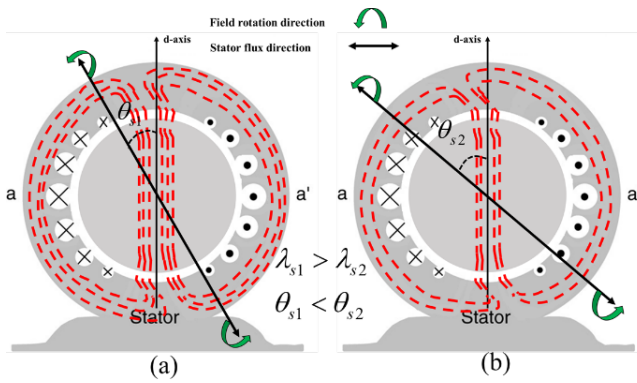 Field rotation direction
Stator flux direction
d-axis
d-axis
θs1
θs2
a
a'
a
a
λs1 > λs2
θs1 < θs2
Stator
Stator
(a)
(b)